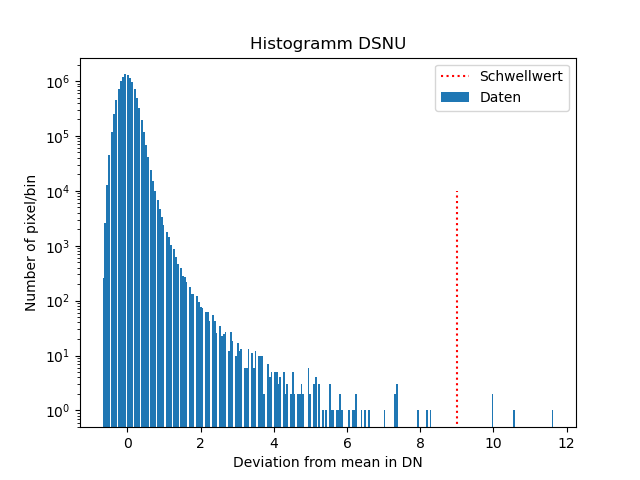 Histogramm DSNU
Schwellwert
Daten
Number of pixel/bin
10⁶
10⁵
10⁴
10³
10²
10¹
10⁰
0 2 4 6 8 10 12
Deviation from mean in DN